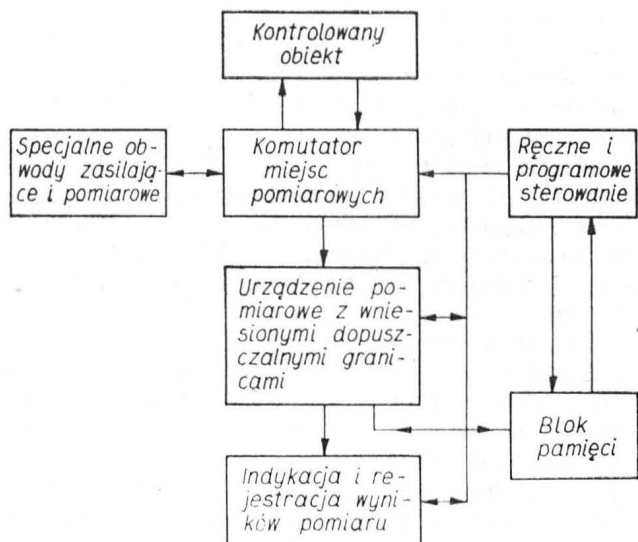 Kontrolowany
obiekt
Specjalne ob-
wody zasilają-
ce i pomiarowe
Komutator
miejsc
pomiarowych
Ręczne i
programowe
sterowanie
Urządzenie po-
miarowe z wnie-
sionymi dopusz-
czalnymi grani-
cami
Blok
pamięci
Indykacja i re-
jestracja wyni-
ków pomiaru